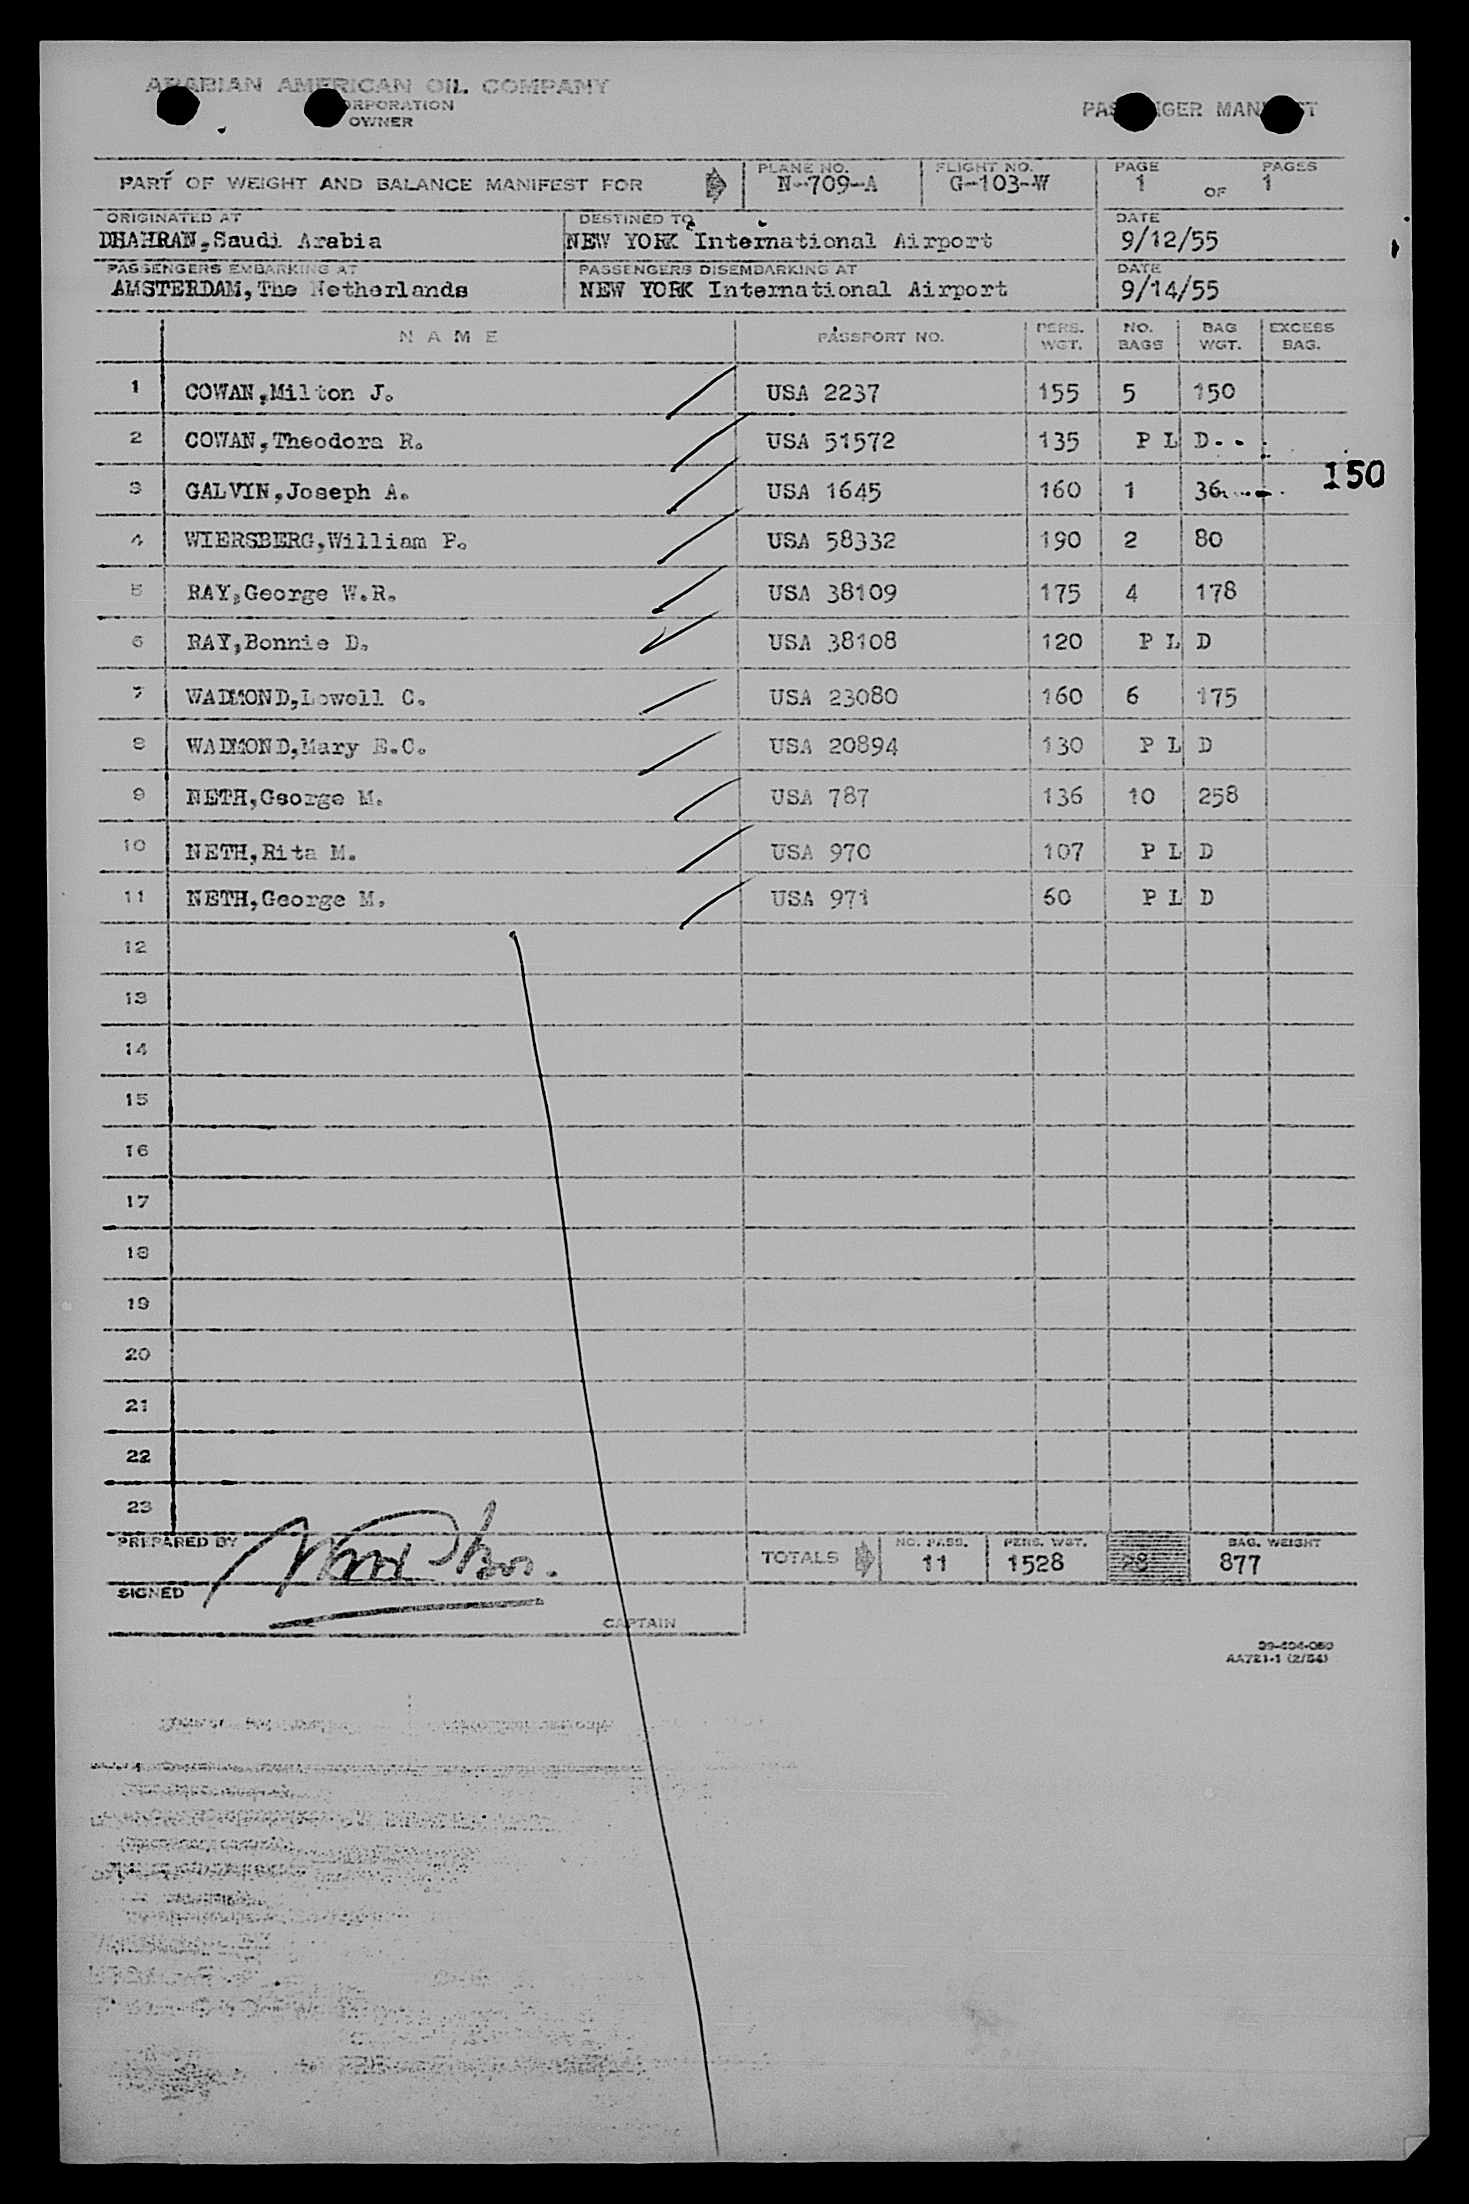 ARABIAN AMERICAN OIL COMPANY
ORPORATION
OWNER
PASSENGER MANIFEST
PART OF WEIGHT AND BALANCE MANIFEST FOR
PLANE NO.
N-709-A
FLIGHT NO.
G-103-W
PAGE PAGES
1 OF 1
ORIGINATED AT
DHAHRAN,Saudi Arabia
DESTINED TO
NEW YORK International Airport
DATE
9/12/55
PASSENGERS EMBARKING AT
AMSTERDAM,The Netherlands
PASSENGERS DISEMBARKING AT
NEW YORK International Airport
DATE
9/14/55
NAME PASSPORT NO. PERS. WGT. NO. BAGS BAG WGT. EXCESS BAG.
1 COWAN,Milton J. USA 2237 155 5 150
2 COWAN,Theodora R. USA 51572 135 P L D
3 GALVIN,Joseph A. USA 1645 160 1 36
150
4 WIERSBERG,William P. USA 58332 190 2 80
5 RAY,George W.R. USA 38109 175 4 178
6 RAY,Bonnie D. USA 38108 120 P L D
7 WADMOND,Lowell C. USA 23080 160 6 175
8 WADMOND,Mary E.C. USA 20894 130 P L D
9 NETH,George M. USA 787 136 10 258
10 NETH,Rita M. USA 970 107 P L D
11 NETH,George M. USA 971 60 P L D
12
13
14
15
16
17
18
19
20
21
22
23
PREPARED BY
TOTALS
NO. PASS.
11
PERS. WGT.
1528
28
BAG. WEIGHT
877
SIGNED
CAPTAIN
AA721-1 (2/54)